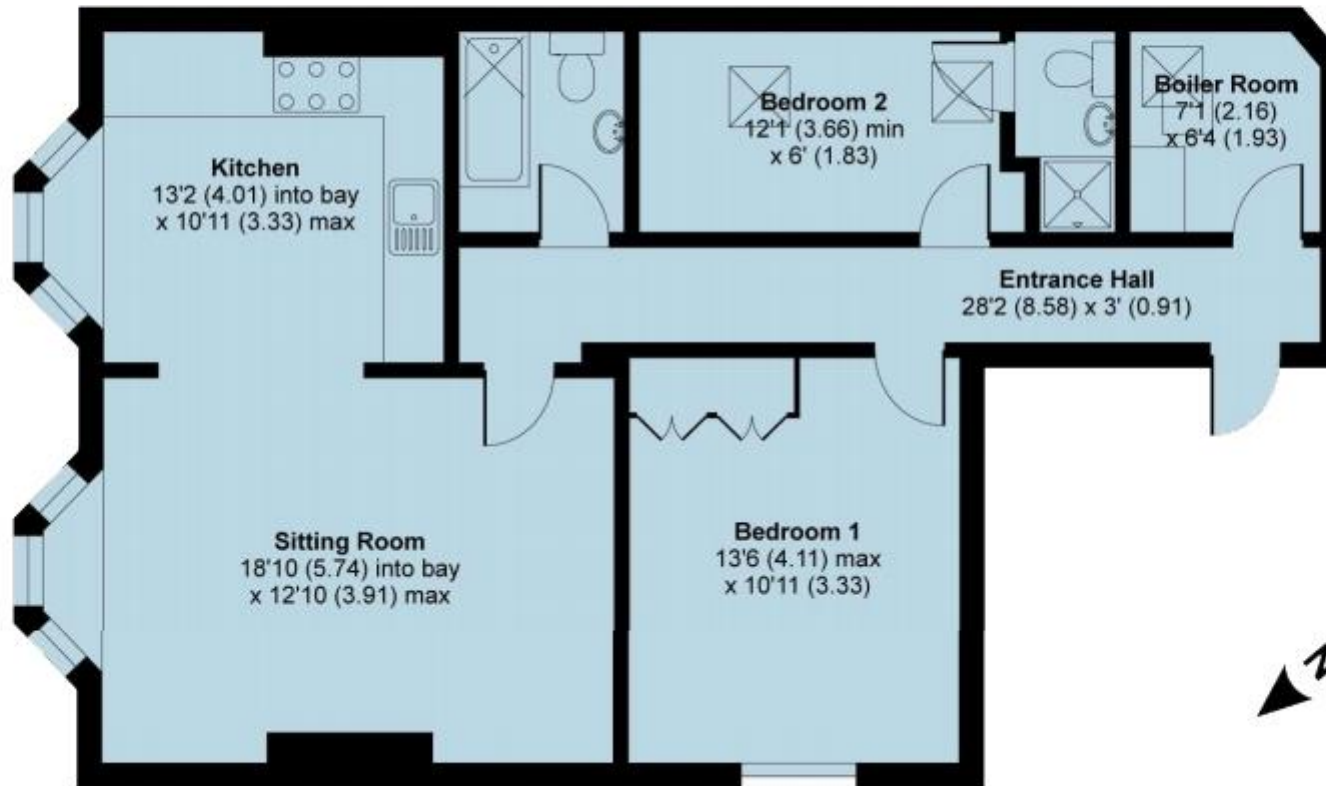 Kitchen
13'2 (4.01) into bay
x 10'11 (3.33) max
Bedroom 2
12'1 (3.66) min
x 6' (1.83)
Boiler Room
7'1 (2.16)
x 6'4 (1.93)
Entrance Hall
28'2 (8.58) x 3' (0.91)
Sitting Room
18'10 (5.74) into bay
x 12'10 (3.91) max
Bedroom 1
13'6 (4.11) max
x 10'11 (3.33)
N